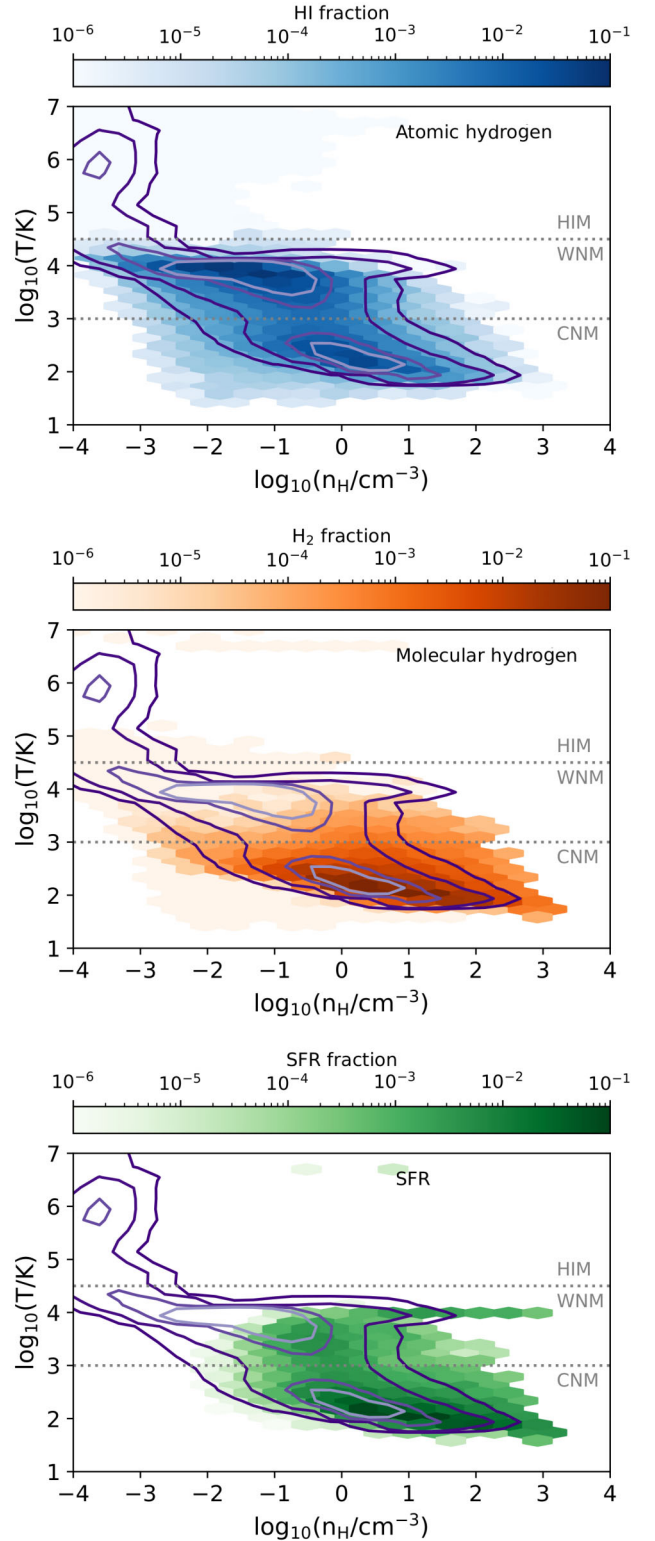 HI fraction
10⁻⁶ 10⁻⁵ 10⁻⁴ 10⁻³ 10⁻² 10⁻¹
Atomic hydrogen
HIM
WNM
CNM
log₁₀(T/K)
7
6
5
4
3
2
1
−4 −3 −2 −1 0 1 2 3 4
log₁₀(n_H/cm⁻³)
H₂ fraction
10⁻⁶ 10⁻⁵ 10⁻⁴ 10⁻³ 10⁻² 10⁻¹
Molecular hydrogen
HIM
WNM
CNM
log₁₀(T/K)
7
6
5
4
3
2
1
−4 −3 −2 −1 0 1 2 3 4
log₁₀(n_H/cm⁻³)
SFR fraction
10⁻⁶ 10⁻⁵ 10⁻⁴ 10⁻³ 10⁻² 10⁻¹
SFR
HIM
WNM
CNM
log₁₀(T/K)
7
6
5
4
3
2
1
−4 −3 −2 −1 0 1 2 3 4
log₁₀(n_H/cm⁻³)